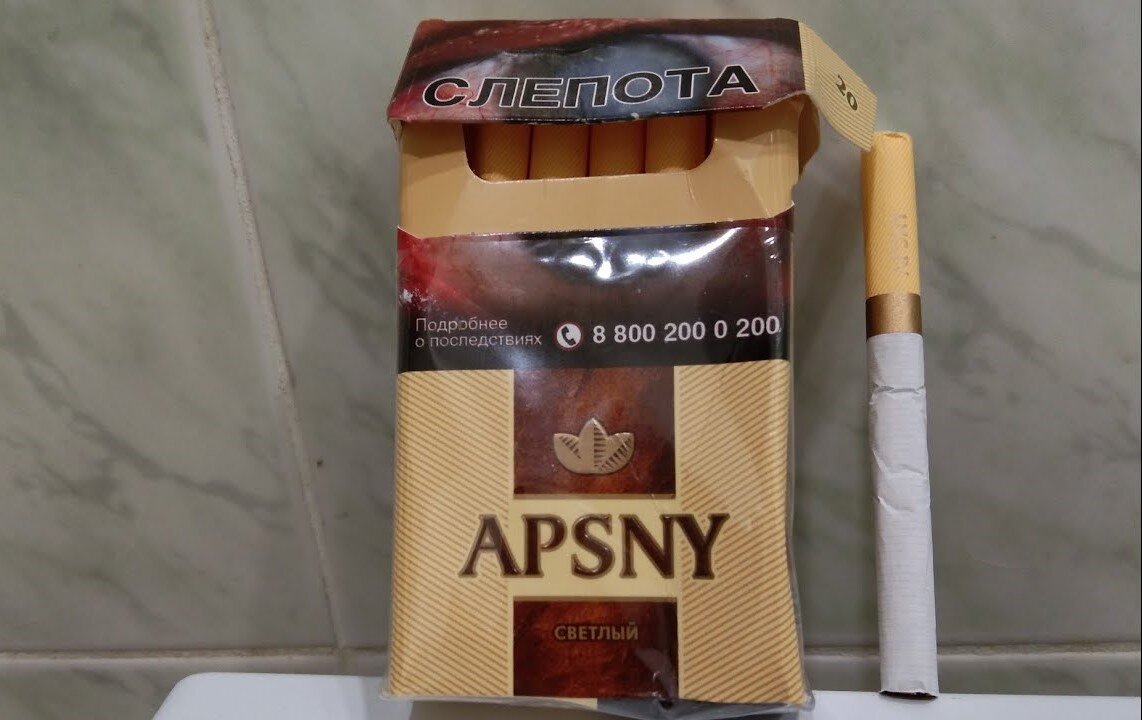 СЛЕПОТА
20
Подробнее
о последствиях
8 800 200 0 200
APSNY
СВЕТЛЫЙ